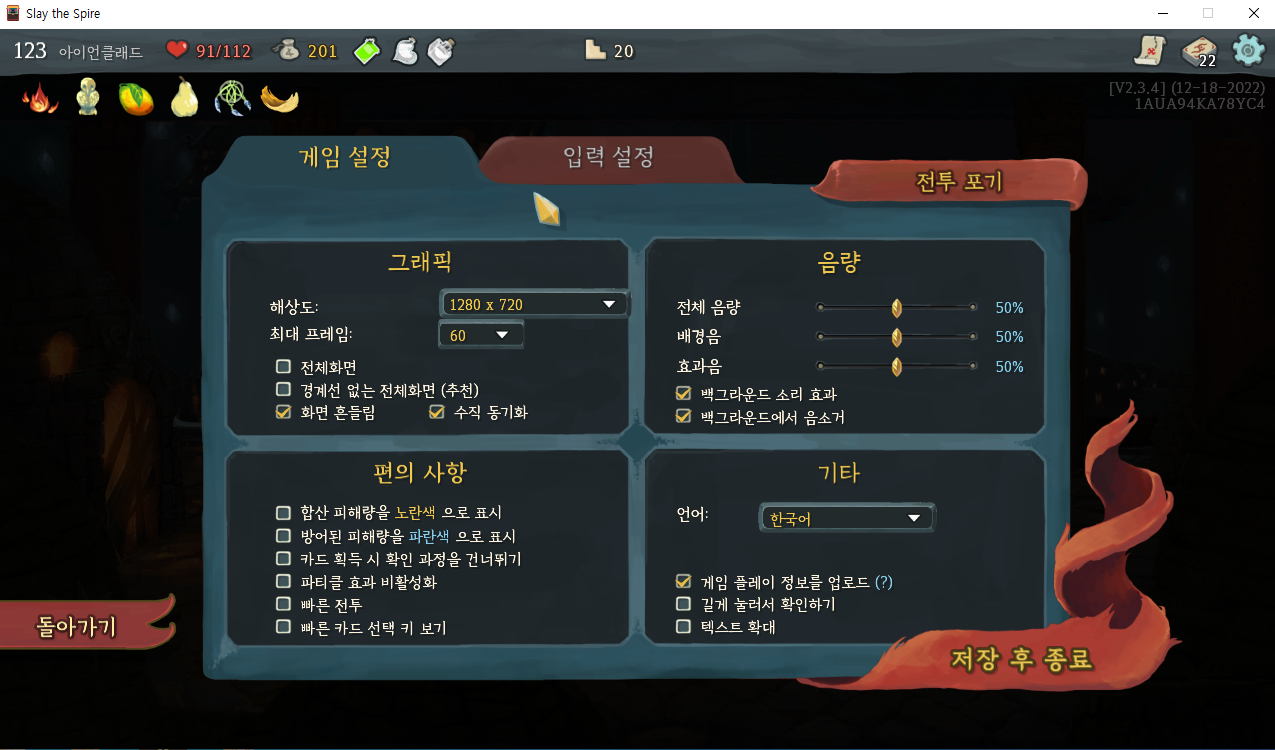 Slay the Spire
123 아이언클래드 91/112 201 20 22
[V2.3.4] (12-18-2022)
1AUA94KA78YC4
게임 설정 입력 설정
전투 포기
그래픽
해상도: 1280 x 720
최대 프레임: 60
전체화면
경계선 없는 전체화면 (추천)
화면 흔들림 수직 동기화
음량
전체 음량 50%
배경음 50%
효과음 50%
백그라운드 소리 효과
백그라운드에서 음소거
편의 사항
합산 피해량을 노란색 으로 표시
방어된 피해량을 파란색 으로 표시
카드 획득 시 확인 과정을 건너뛰기
파티클 효과 비활성화
빠른 전투
빠른 카드 선택 키 보기
기타
언어: 한국어
게임 플레이 정보를 업로드 (?)
길게 눌러서 확인하기
텍스트 확대
돌아가기
저장 후 종료